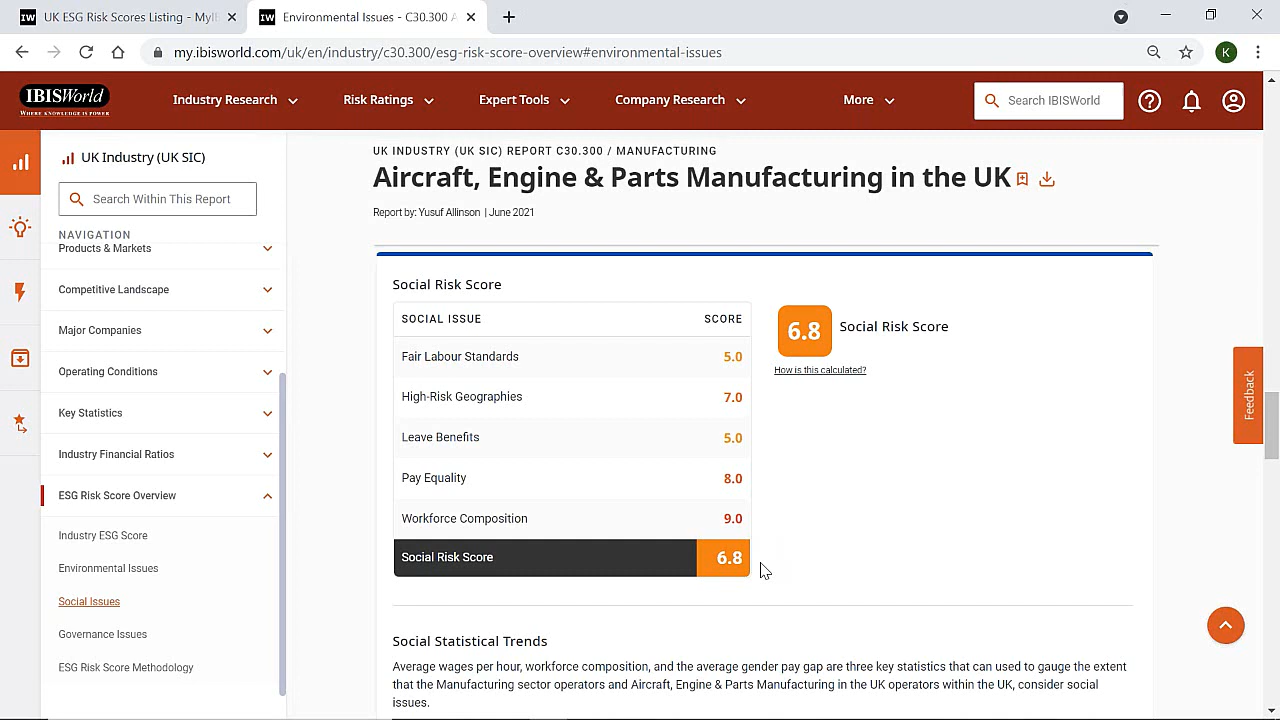 UK ESG Risk Scores Listing - MyI
Environmental Issues - C30.300 A
my.ibisworld.com/uk/en/industry/c30.300/esg-risk-score-overview#environmental-issues
K
IBISWorld
WHERE KNOWLEDGE IS POWER
Industry Research
Risk Ratings
Expert Tools
Company Research
More
Search IBISWorld
UK Industry (UK SIC)
Search Within This Report
NAVIGATION
Products & Markets
Competitive Landscape
Major Companies
Operating Conditions
Key Statistics
Industry Financial Ratios
ESG Risk Score Overview
Industry ESG Score
Environmental Issues
Social Issues
Governance Issues
ESG Risk Score Methodology
UK INDUSTRY (UK SIC) REPORT C30.300 / MANUFACTURING
Aircraft, Engine & Parts Manufacturing in the UK
Report by: Yusuf Allinson | June 2021
Social Risk Score
SOCIAL ISSUE SCORE
Fair Labour Standards 5.0
High-Risk Geographies 7.0
Leave Benefits 5.0
Pay Equality 8.0
Workforce Composition 9.0
Social Risk Score 6.8
6.8 Social Risk Score
How is this calculated?
Social Statistical Trends
Average wages per hour, workforce composition, and the average gender pay gap are three key statistics that can used to gauge the extent
that the Manufacturing sector operators and Aircraft, Engine & Parts Manufacturing in the UK operators within the UK, consider social
issues.
Feedback